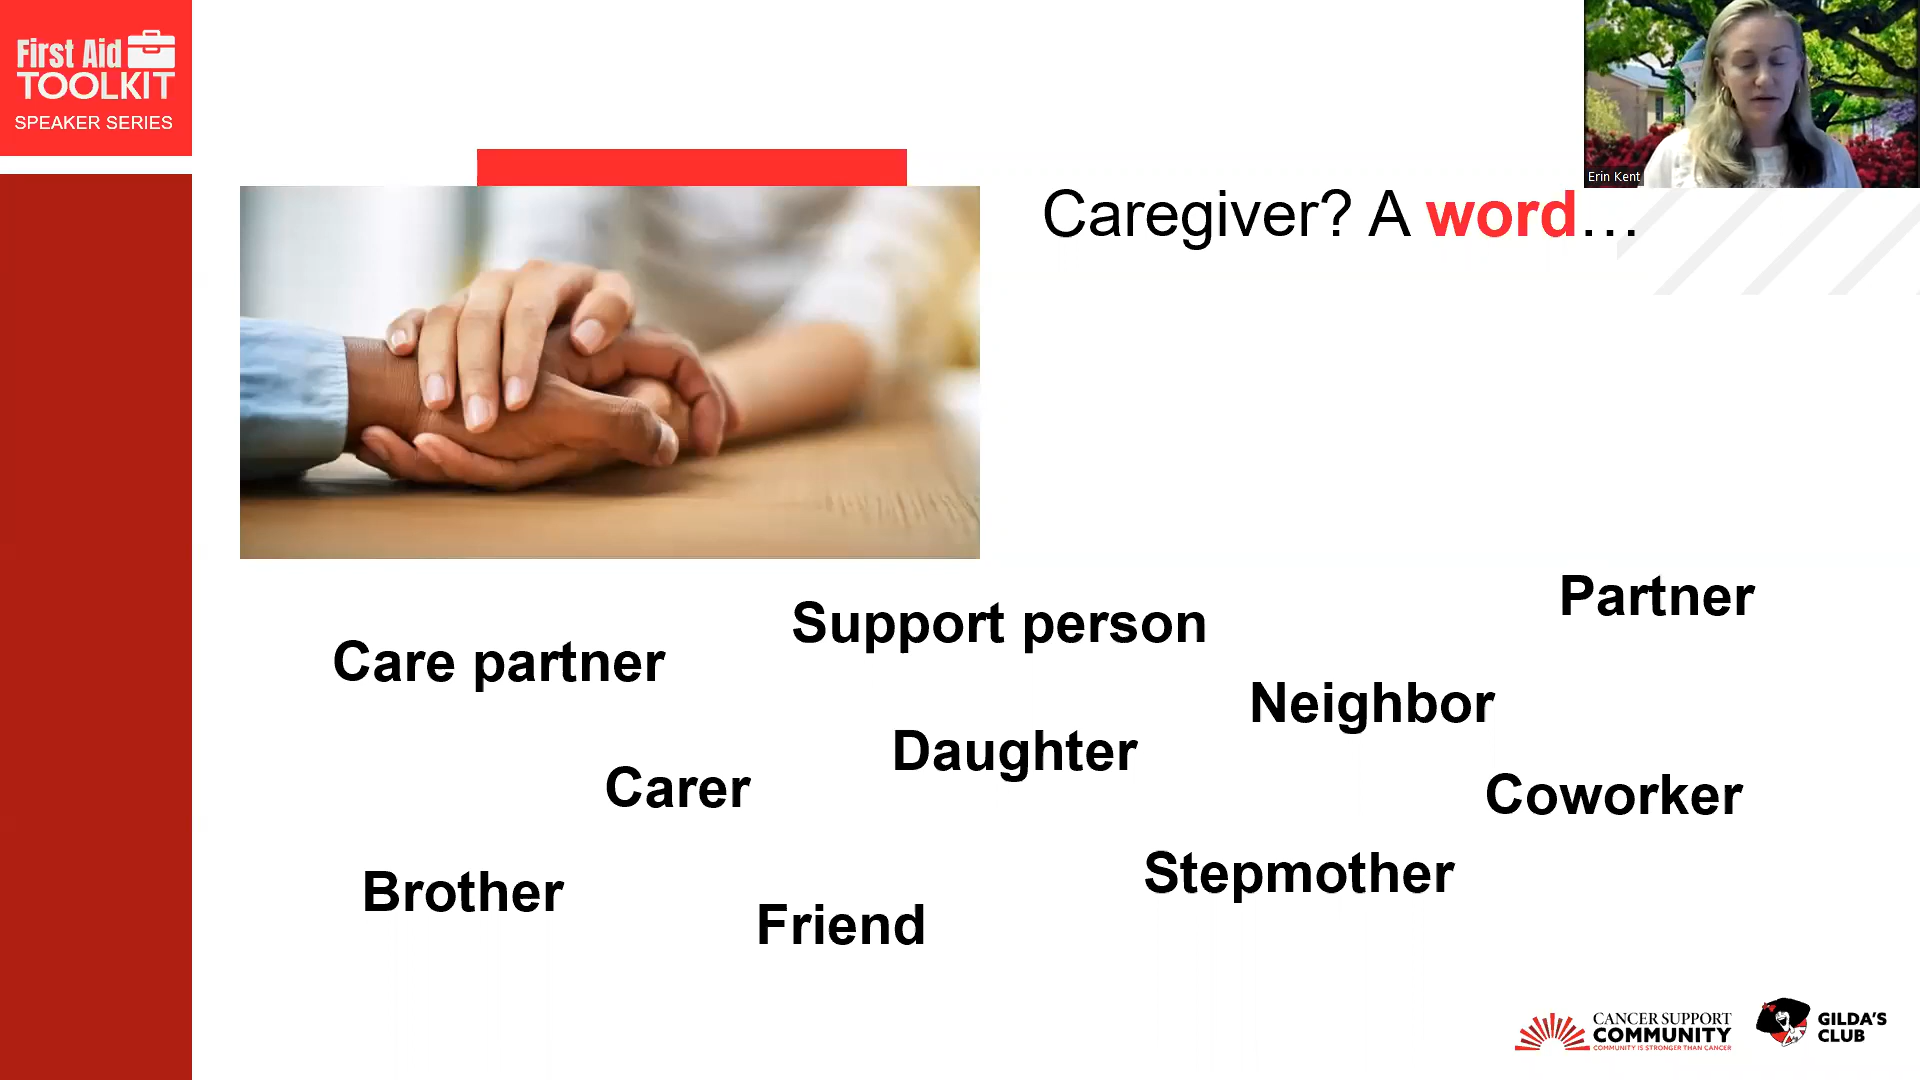 First Aid
TOOLKIT
SPEAKER SERIES
Erin Kent
Caregiver? A word…
Partner
Support person
Care partner
Neighbor
Daughter
Carer
Coworker
Stepmother
Brother
Friend
CANCER SUPPORT
COMMUNITY
COMMUNITY IS STRONGER THAN CANCER
GILDA'S
CLUB